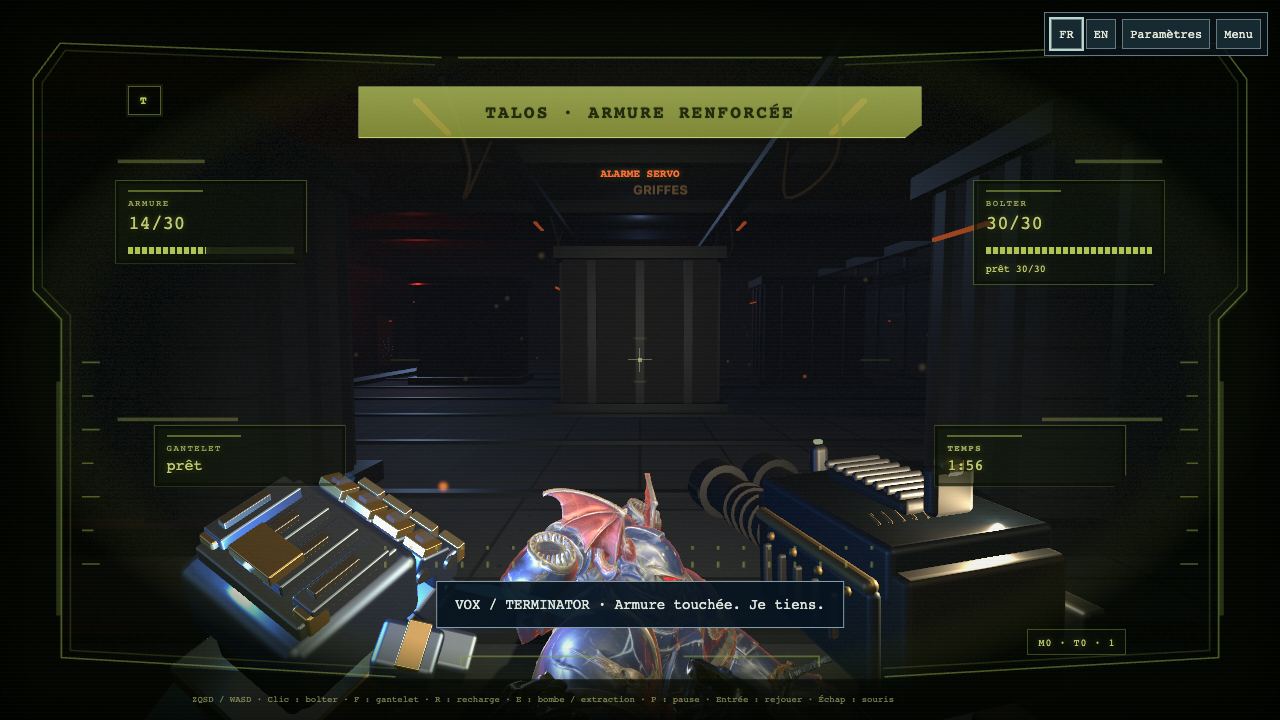 FR EN Paramètres Menu
T
TALOS · ARMURE RENFORCÉE
ALARME SERVO
GRIFFES
ARMURE
14/30
BOLTER
30/30
prêt 30/30
GANTELET
prêt
TEMPS
1:56
VOX / TERMINATOR · Armure touchée. Je tiens.
M0 · T0 · 1
ZQSD / WASD · Clic : bolter · F : gantelet · R : recharge · E : bombe / extraction · P : pause · Entrée : rejouer · Échap : souris